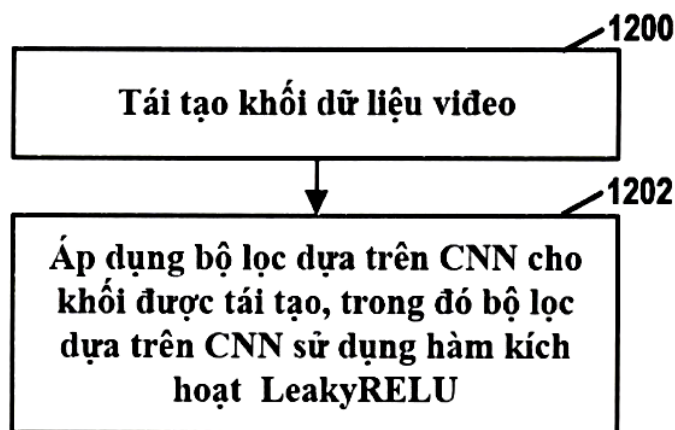 1200
Tái tạo khối dữ liệu viđeo
1202
Áp dụng bộ lọc dựa trên CNN cho
khối được tái tạo, trong đó bộ lọc
dựa trên CNN sử dụng hàm kích
hoạt LeakyRELU